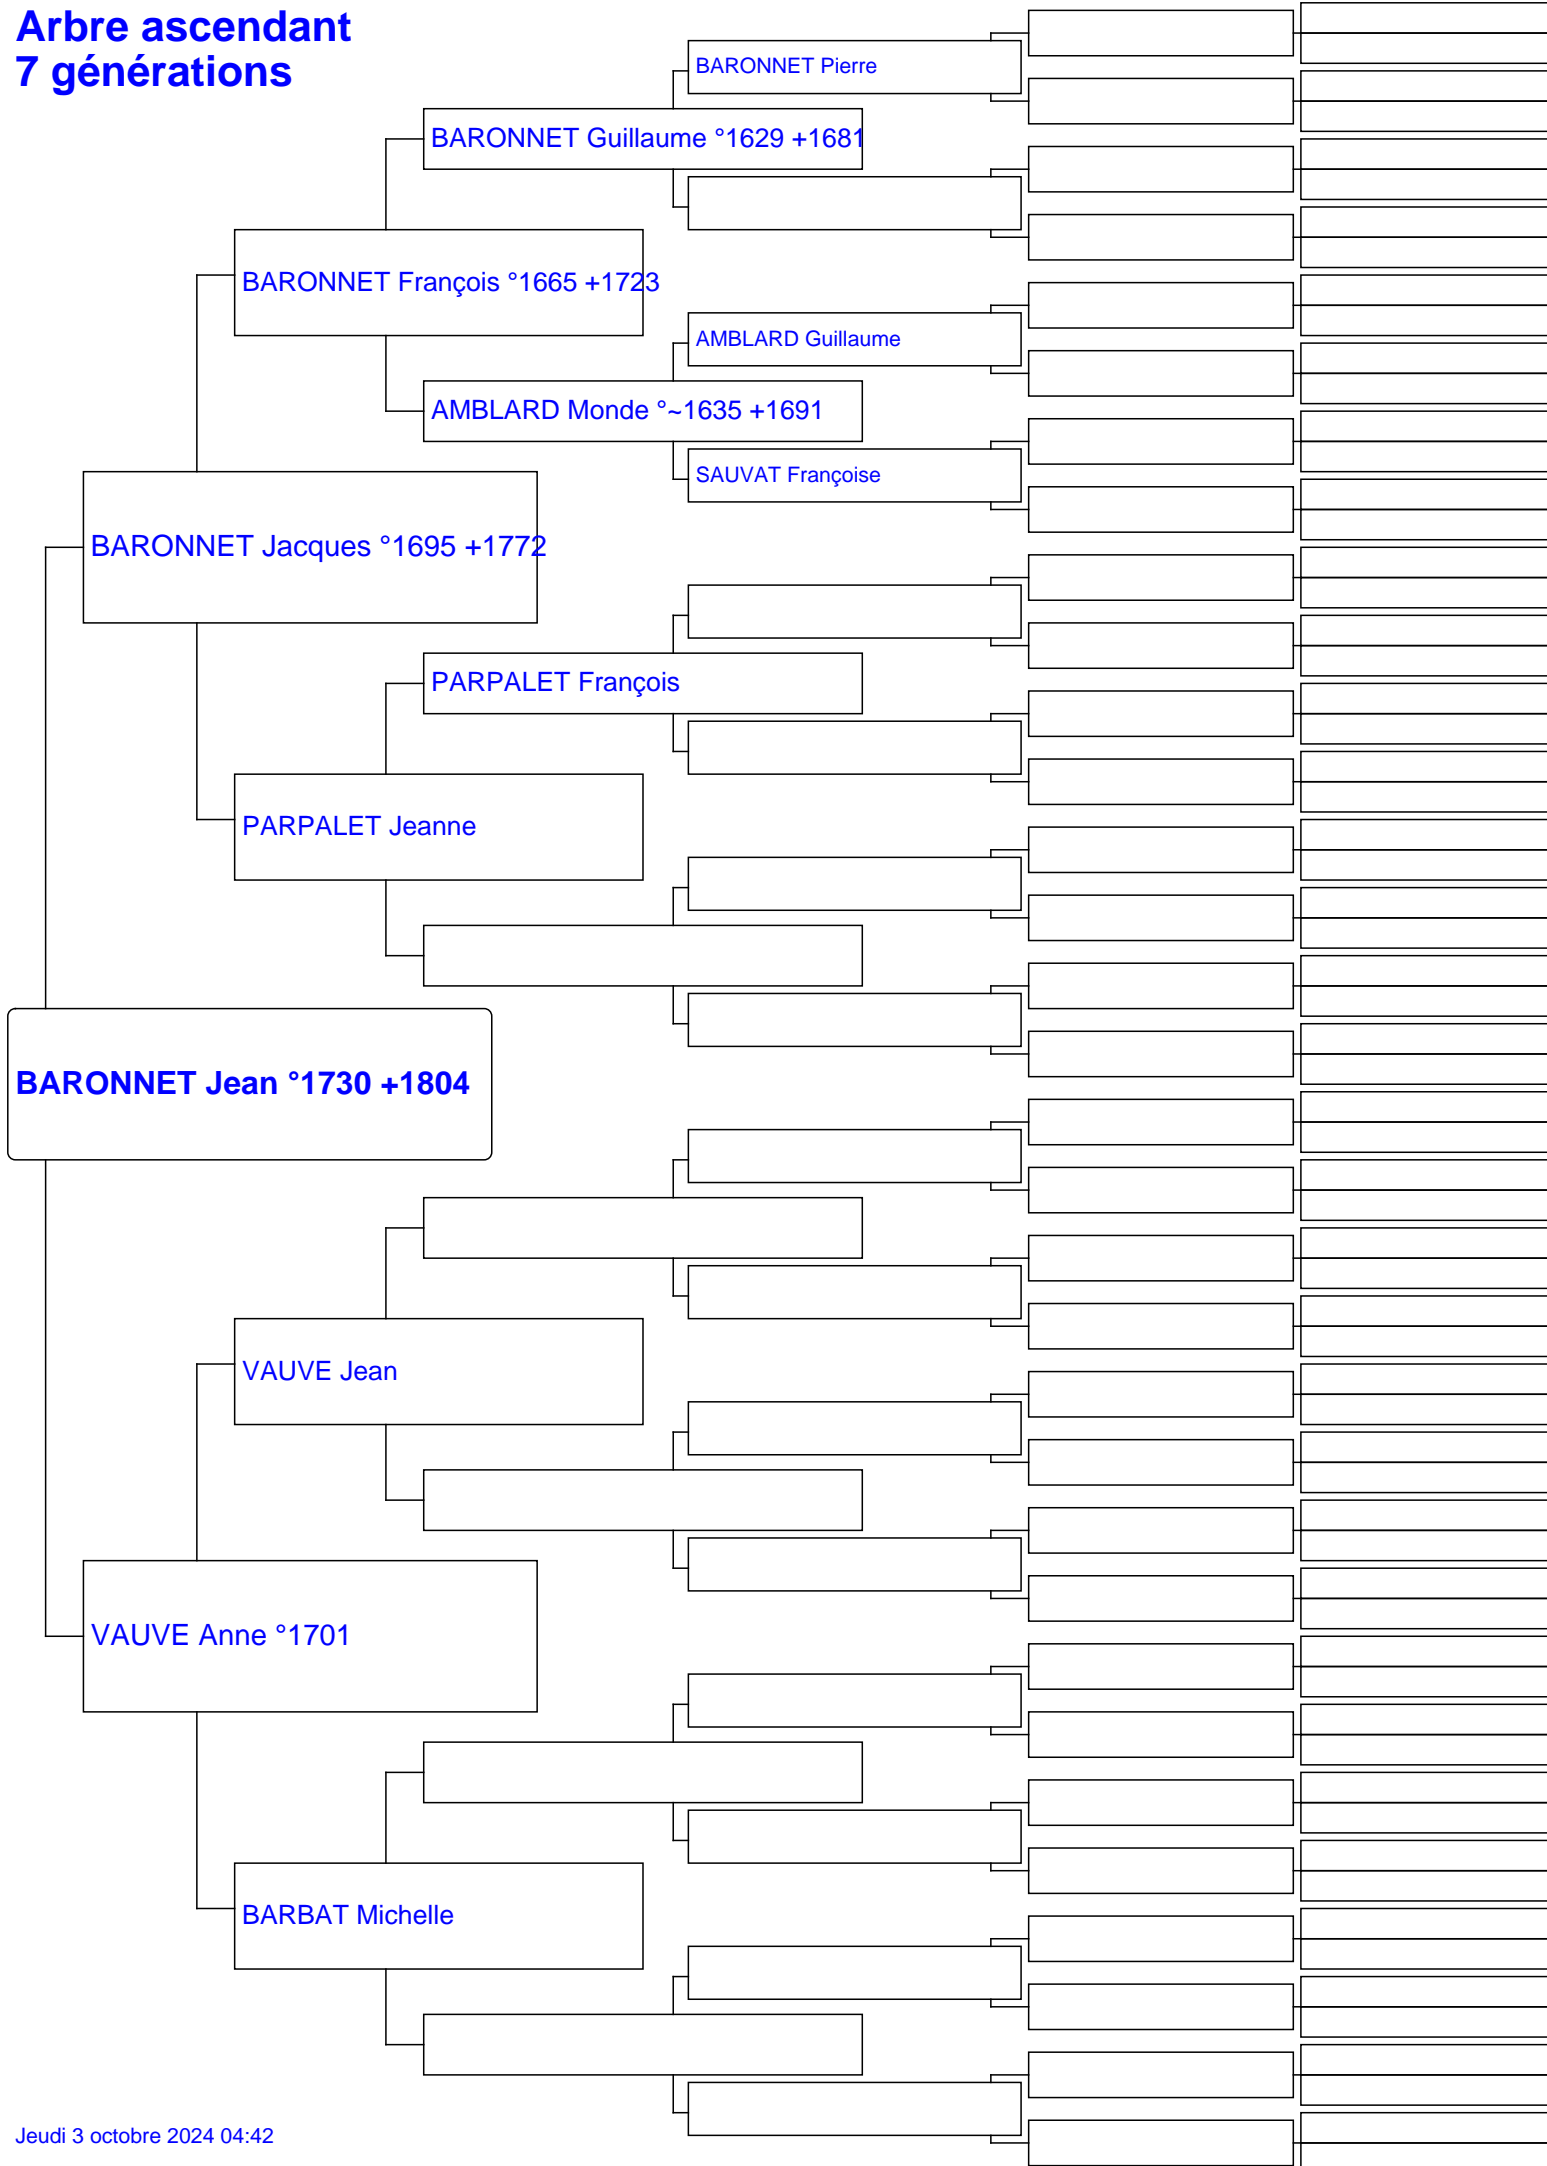 Arbre ascendant
7 générations
BARONNET Pierre
BARONNET Guillaume °1629 +1681
BARONNET François °1665 +1723
AMBLARD Guillaume
AMBLARD Monde °~1635 +1691
SAUVAT Françoise
BARONNET Jacques °1695 +1772
PARPALET François
PARPALET Jeanne
BARONNET Jean °1730 +1804
VAUVE Jean
VAUVE Anne °1701
BARBAT Michelle
Jeudi 3 octobre 2024 04:42